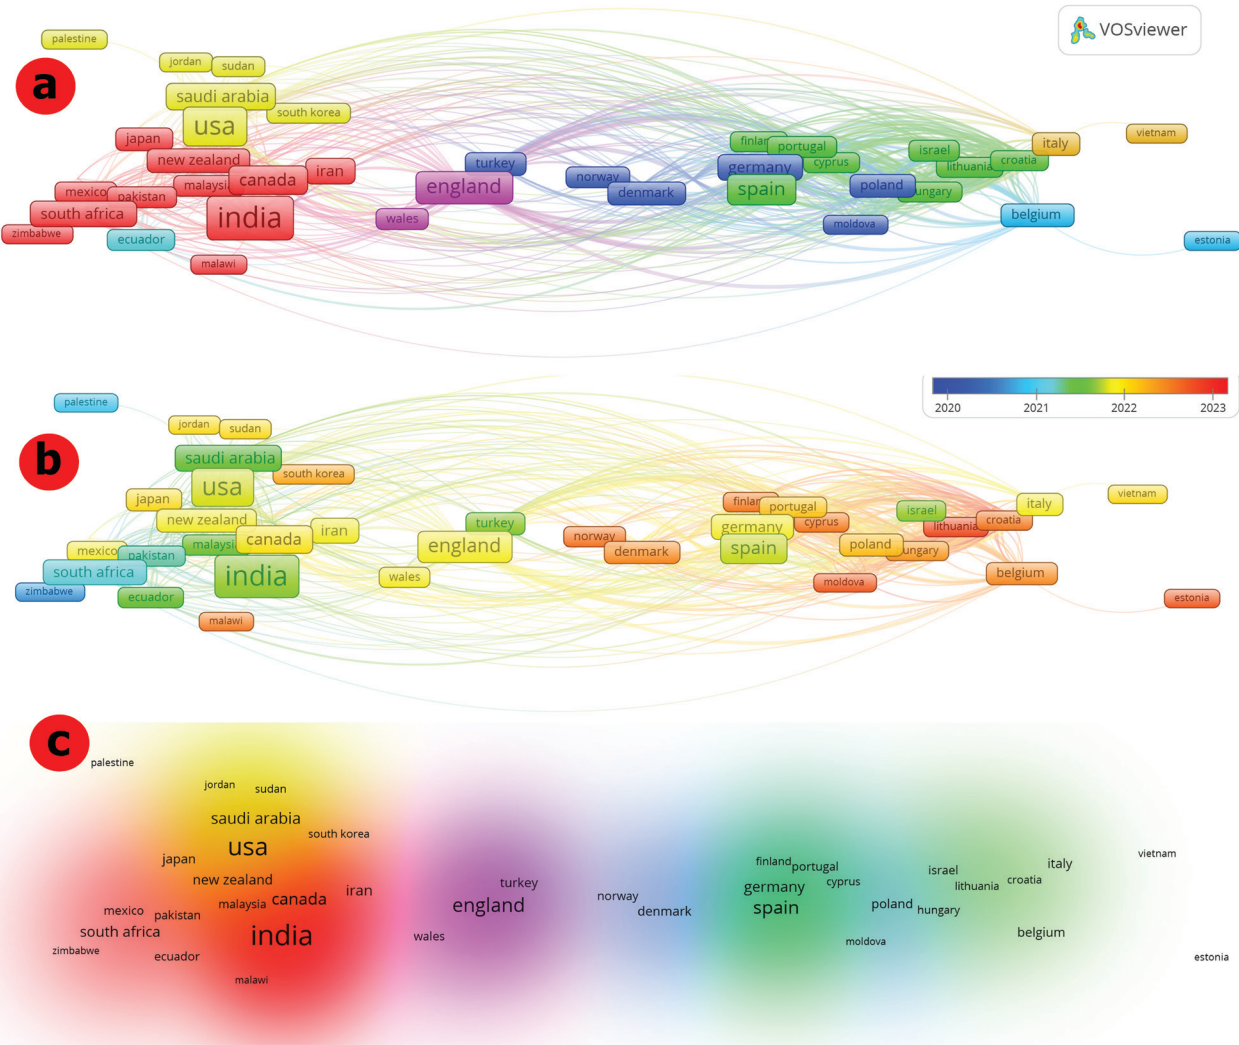 VOSviewer
palestine
a
jordan
sudan
saudi arabia
south korea
usa
japan
new zealand
iran
canada
malaysia
mexico
pakistan
south africa
india
zimbabwe
ecuador
malawi
turkey
england
wales
norway
denmark
finlan
portugal
germany
cyprus
spain
poland
moldova
israel
lithuania
croatia
ungary
italy
vietnam
belgium
estonia
2020 2021 2022 2023
palestine
b
jordan
sudan
saudi arabia
south korea
usa
japan
new zealand
iran
canada
malaysi
mexico
pakistan
south africa
india
zimbabwe
ecuador
malawi
turkey
england
wales
norway
denmark
finlan
portugal
germany
cyprus
spain
poland
moldova
israel
lithuania
croatia
ungary
italy
vietnam
belgium
estonia
c
palestine
jordan
sudan
saudi arabia
south korea
usa
japan
new zealand
iran
malaysia
canada
mexico
pakistan
south africa
india
zimbabwe
ecuador
malawi
turkey
england
wales
norway
denmark
finland
portugal
germany
cyprus
spain
poland
hungary
moldova
israel
lithuania
croatia
italy
vietnam
belgium
estonia